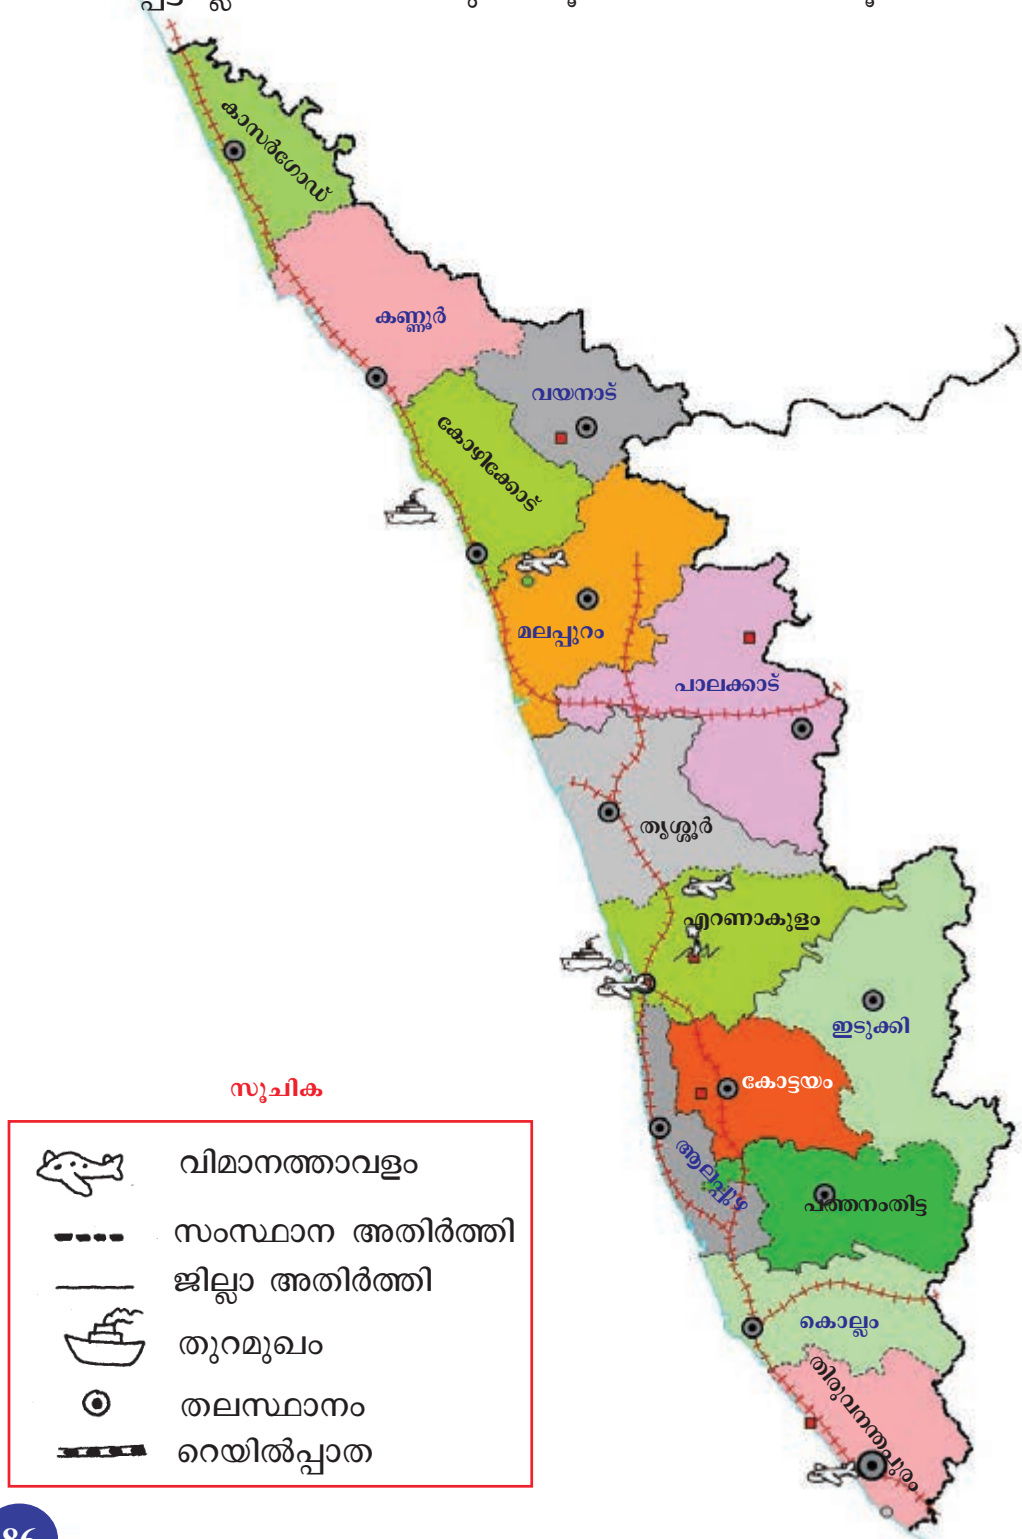 കാസർഗോഡ്
കണ്ണൂർ
വയനാട്
കോഴിക്കോട്
മലപ്പുറം
പാലക്കാട്
തൃശ്ശൂർ
എറണാകുളം
ഇടുക്കി
കോട്ടയം
ആലപ്പുഴ
പത്തനംതിട്ട
കൊല്ലം
തിരുവനന്തപുരം
സൂചിക
വിമാനത്താവളം
സംസ്ഥാന അതിർത്തി
ജില്ലാ അതിർത്തി
തുറമുഖം
തലസ്ഥാനം
റെയിൽപ്പാത
86